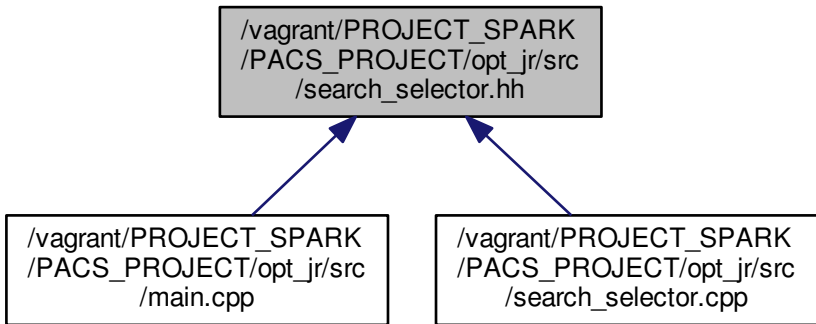 /vagrant/PROJECT_SPARK
/PACS_PROJECT/opt_jr/src
/search_selector.hh
/vagrant/PROJECT_SPARK
/PACS_PROJECT/opt_jr/src
/main.cpp
/vagrant/PROJECT_SPARK
/PACS_PROJECT/opt_jr/src
/search_selector.cpp